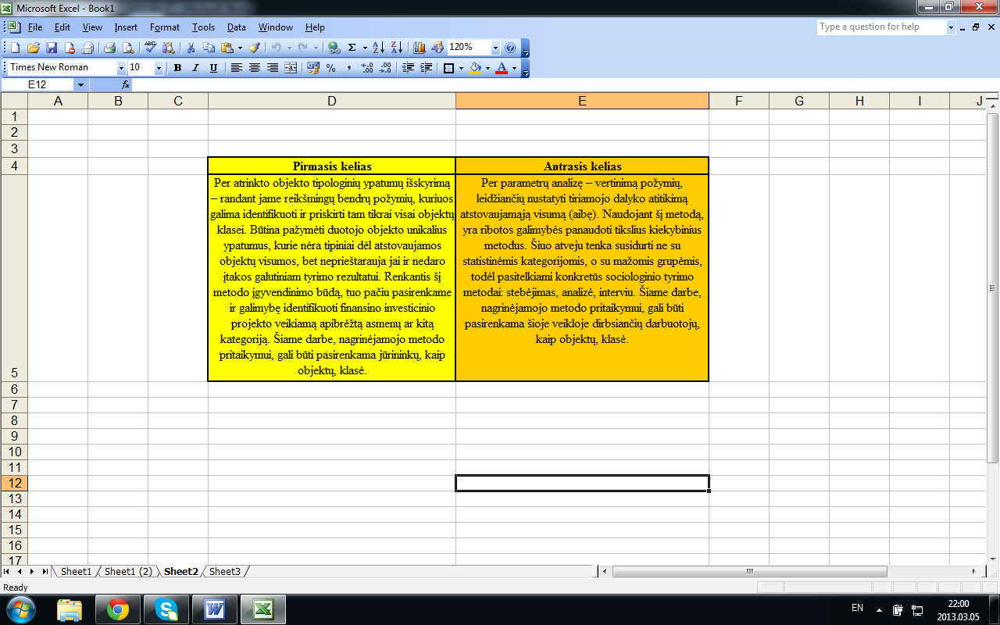 Microsoft Excel - Book1
File Edit View Insert Format Tools Data Window Help
Type a question for help
120%
Times New Roman 10 B I U
E12 fx
A B C D E F G H I J
1
2
3
4 Pirmasis kelias Antrasis kelias
Per atrinkto objekto tipologinių ypatumų išskyrimą
– randant jame reikšmingų bendrų požymių, kuriuos
galima identifikuoti ir priskirti tam tikrai visai objektų
klasei. Būtina pažymėti duotojo objekto unikalius
ypatumus, kurie nėra tipiniai dėl atstovaujamos
objektų visumos, bet neprieštarauja jai ir nedaro
įtakos galutiniam tyrimo rezultatui. Renkantis šį
metodo įgyvendinimo būdą, tuo pačiu pasirenkame
ir galimybę identifikuoti finansino investicinio
projekto veikiamą apibrėžtą asmenų ar kitą
kategoriją. Šiame darbe, nagrinėjamojo metodo
pritaikymui, gali būti pasirenkama jūrininkų, kaip
objektų, klasė.
Per parametrų analizę – vertinimą požymių,
leidžiančių nustatyti tiriamojo dalyko atitikimą
atstovaujamąją visumą (aibę). Naudojant šį metodą,
yra ribotos galimybės panaudoti tikslius kiekybinius
metodus. Šiuo atveju tenka susidurti ne su
statistinėmis kategorijomis, o su mažomis grupėmis,
todėl pasitelkiami konkretūs sociologinio tyrimo
metodai: stebėjimas, analizė, interviu. Šiame darbe,
nagrinėjamojo metodo pritaikymui, gali būti
pasirenkama šioje veikloje dirbsiančių darbuotojų,
kaip objektų, klasė.
5
6
7
8
9
10
11
12
13
14
15
16
17
Sheet1 Sheet1 (2) Sheet2 Sheet3
Ready
EN 22:00
2013.03.05